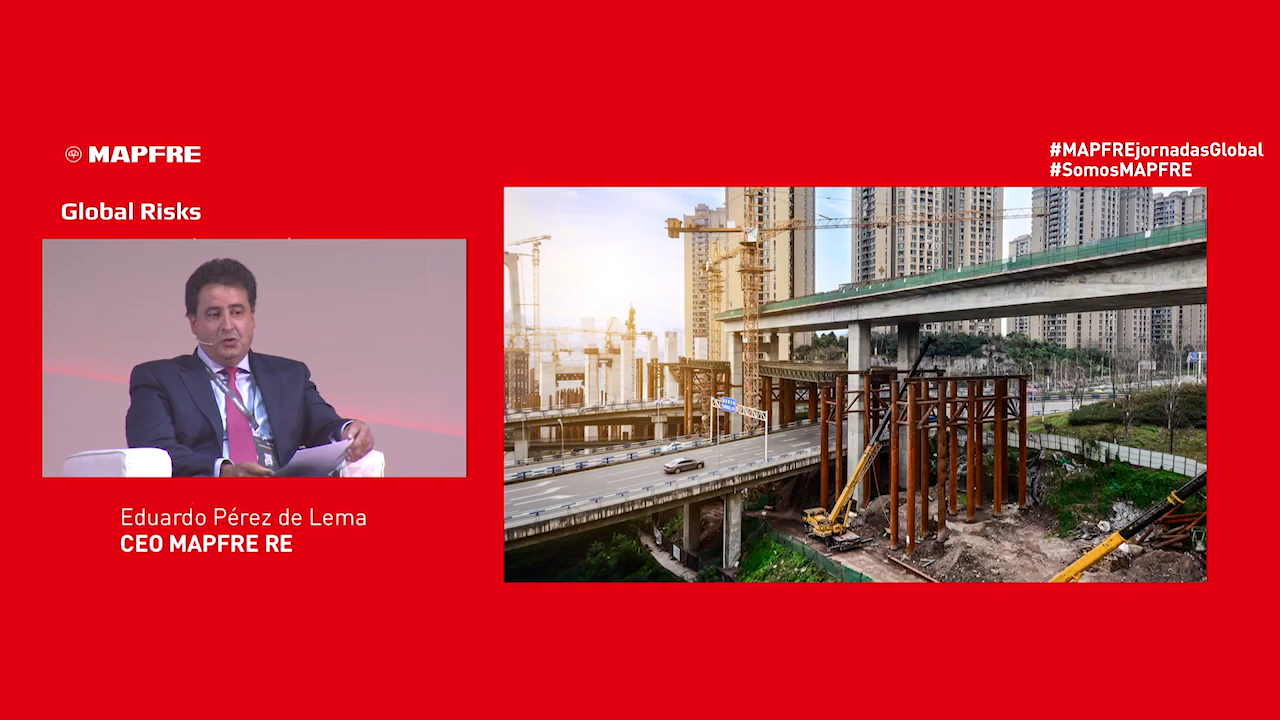 MAPFRE
#MAPFREjornadasGlobal
#SomosMAPFRE
Global Risks
Eduardo Pérez de Lema
CEO MAPFRE RE